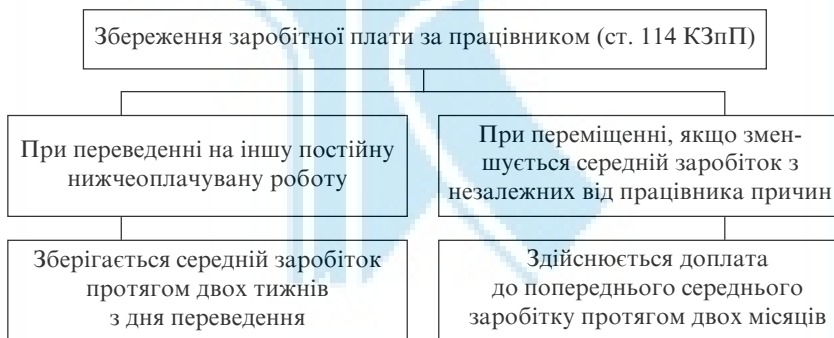 Збереження заробітної плати за працівником (ст. 114 КЗпП)
При переведенні на іншу постійну
нижчеоплачувану роботу
При переміщенні, якщо змен-
шується середній заробіток з
незалежних від працівника причин
Зберігається середній заробіток
протягом двох тижнів
з дня переведення
Здійснюється доплата
до попереднього середнього
заробітку протягом двох місяців